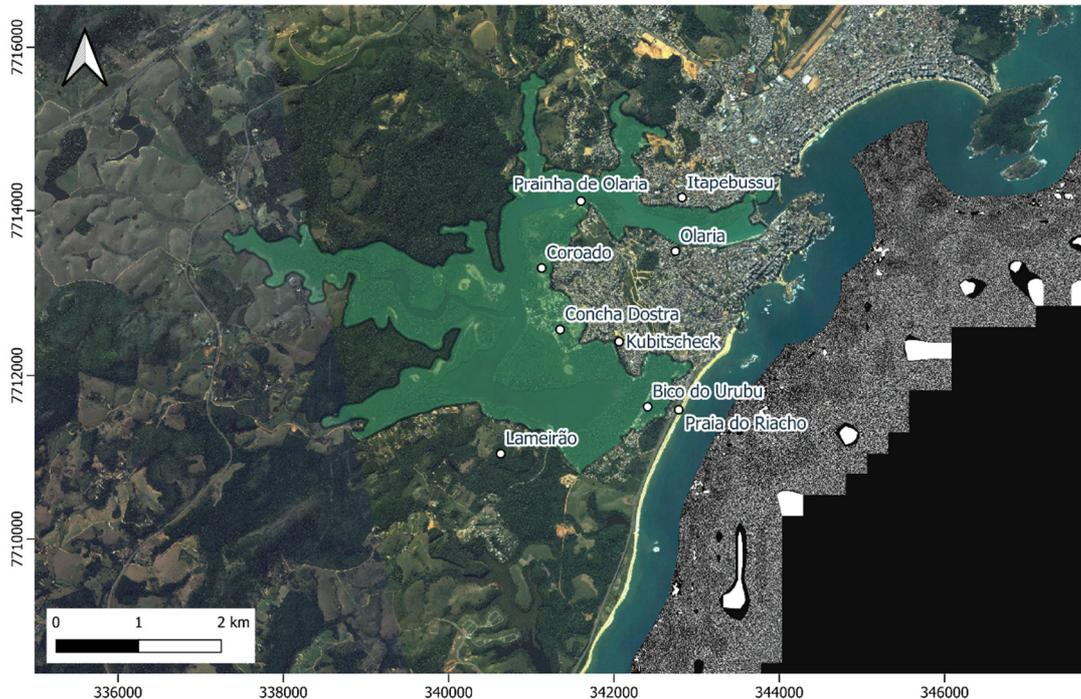 7716000
7714000
7712000
7710000
Prainha de Olaria
Itapebussu
Olaria
Coroado
Concha Dostra
Kubitscheck
Bico do Urubu
Praia do Riacho
Lameirão
0 1 2 km
336000 338000 340000 342000 344000 346000